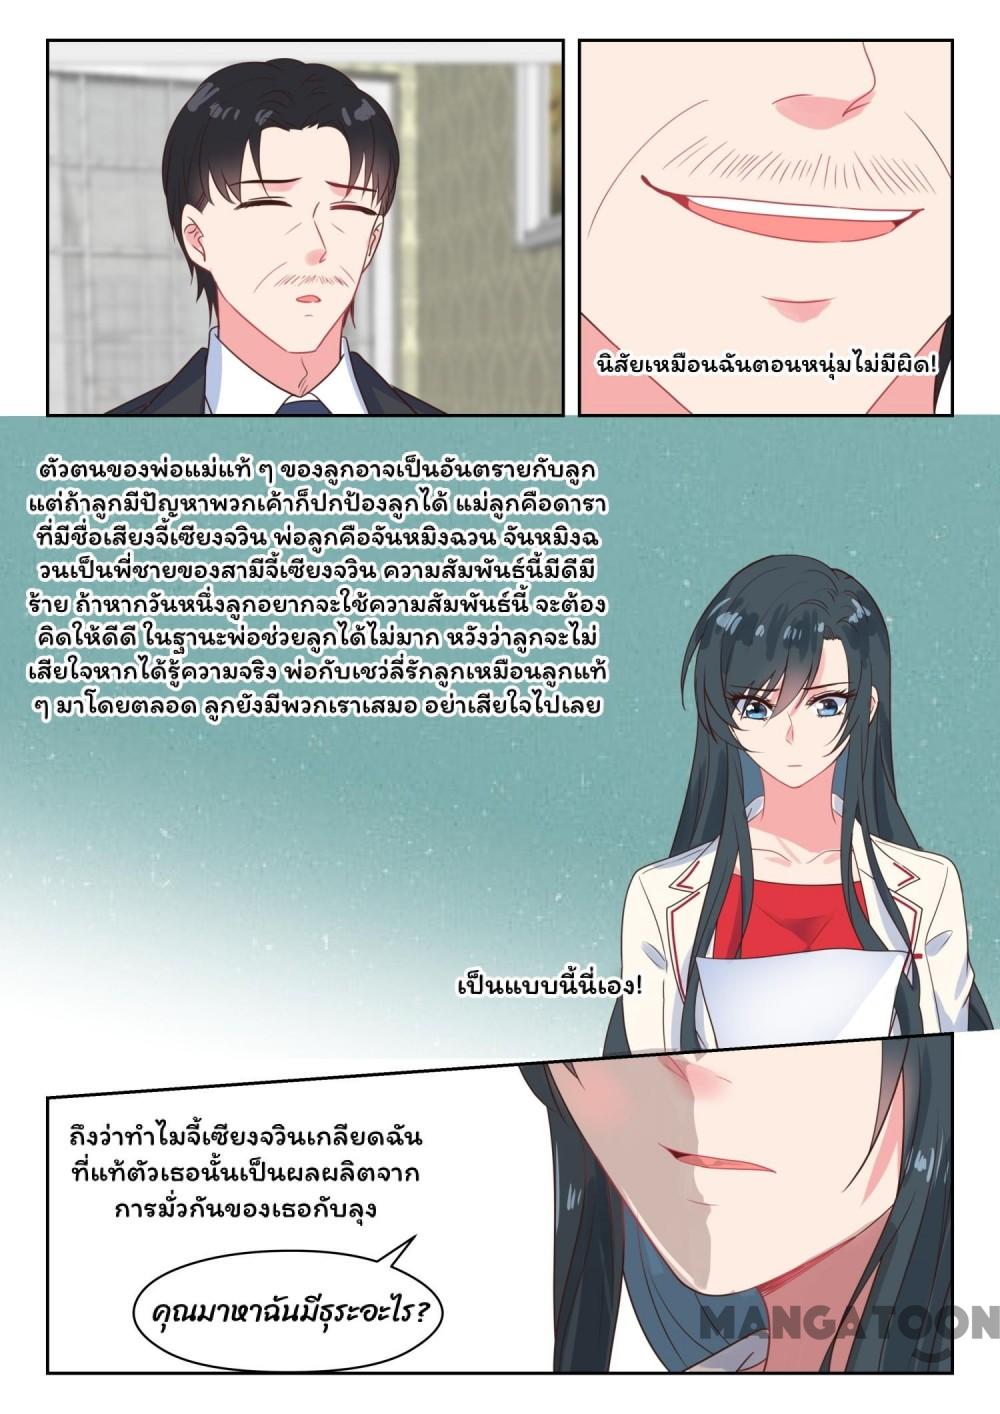 นิสัยเหมือนฉันตอนหนุ่มไม่มีผิด!
ตัวตนของพ่อแม่แท้ ๆ ของลูกอาจเป็นอันตรายกับลูก
แต่ถ้าลูกมีปัญหาพวกเค้าก็ปกป้องลูกได้ แม่ลูกคือดารา
ที่มีชื่อเสียงจี้เซียงจวิน พ่อลูกคือจันหมิงฉวน จันหมิงฉ
วนเป็นพี่ชายของสามีจี้เซียงจวิน ความสัมพันธ์นี้มีดีมี
ร้าย ถ้าหากวันหนึ่งลูกอยากจะใช้ความสัมพันธ์นี้ จะต้อง
คิดให้ดีดี ในฐานะพ่อช่วยลูกได้ไม่มาก หวังว่าลูกจะไม่
เสียใจหากได้รู้ความจริง พ่อกับเชว่ลี่รักลูกเหมือนลูกแท้
ๆ มาโดยตลอด ลูกยังมีพวกเราเสมอ อย่าเสียใจไปเลย
เป็นแบบนี้นี่เอง!
ถึงว่าทำไมจี้เซียงจวินเกลียดฉัน
ที่แท้ตัวเธอนั้นเป็นผลผลิตจาก
การมั่วกันของเธอกับลุง
คุณมาหาฉันมีธุระอะไร?
MANGATOON